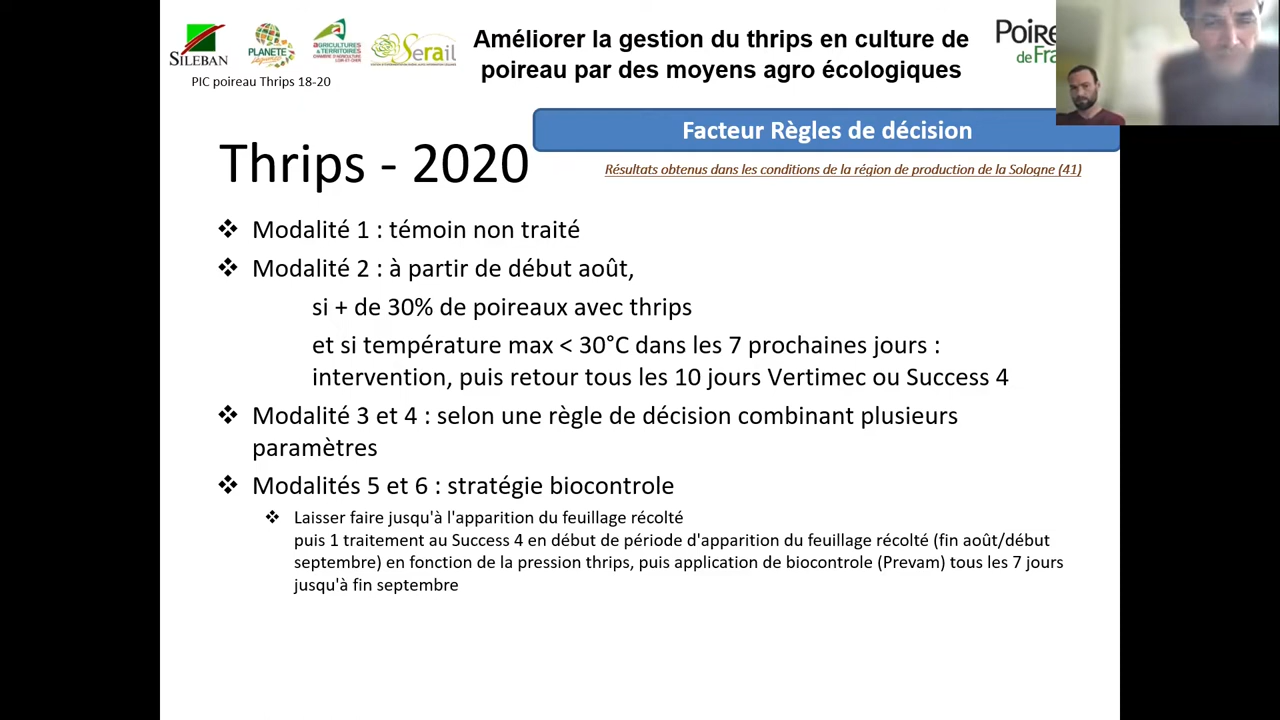 SILEBAN
PLANETE
Légumes
AGRICULTURES
& TERRITOIRES
CHAMBRE D'AGRICULTURE
LOIR-ET-CHER
Serail
PIC poireau Thrips 18-20
Améliorer la gestion du thrips en culture de
poireau par des moyens agro écologiques
Poire
de Fra
Facteur Règles de décision
Thrips - 2020
Résultats obtenus dans les conditions de la région de production de la Sologne (41)
❖ Modalité 1 : témoin non traité
❖ Modalité 2 : à partir de début août,
si + de 30% de poireaux avec thrips
et si température max < 30°C dans les 7 prochaines jours :
intervention, puis retour tous les 10 jours Vertimec ou Success 4
❖ Modalité 3 et 4 : selon une règle de décision combinant plusieurs
paramètres
❖ Modalités 5 et 6 : stratégie biocontrole
❖ Laisser faire jusqu'à l'apparition du feuillage récolté
puis 1 traitement au Success 4 en début de période d'apparition du feuillage récolté (fin août/début
septembre) en fonction de la pression thrips, puis application de biocontrole (Prevam) tous les 7 jours
jusqu'à fin septembre